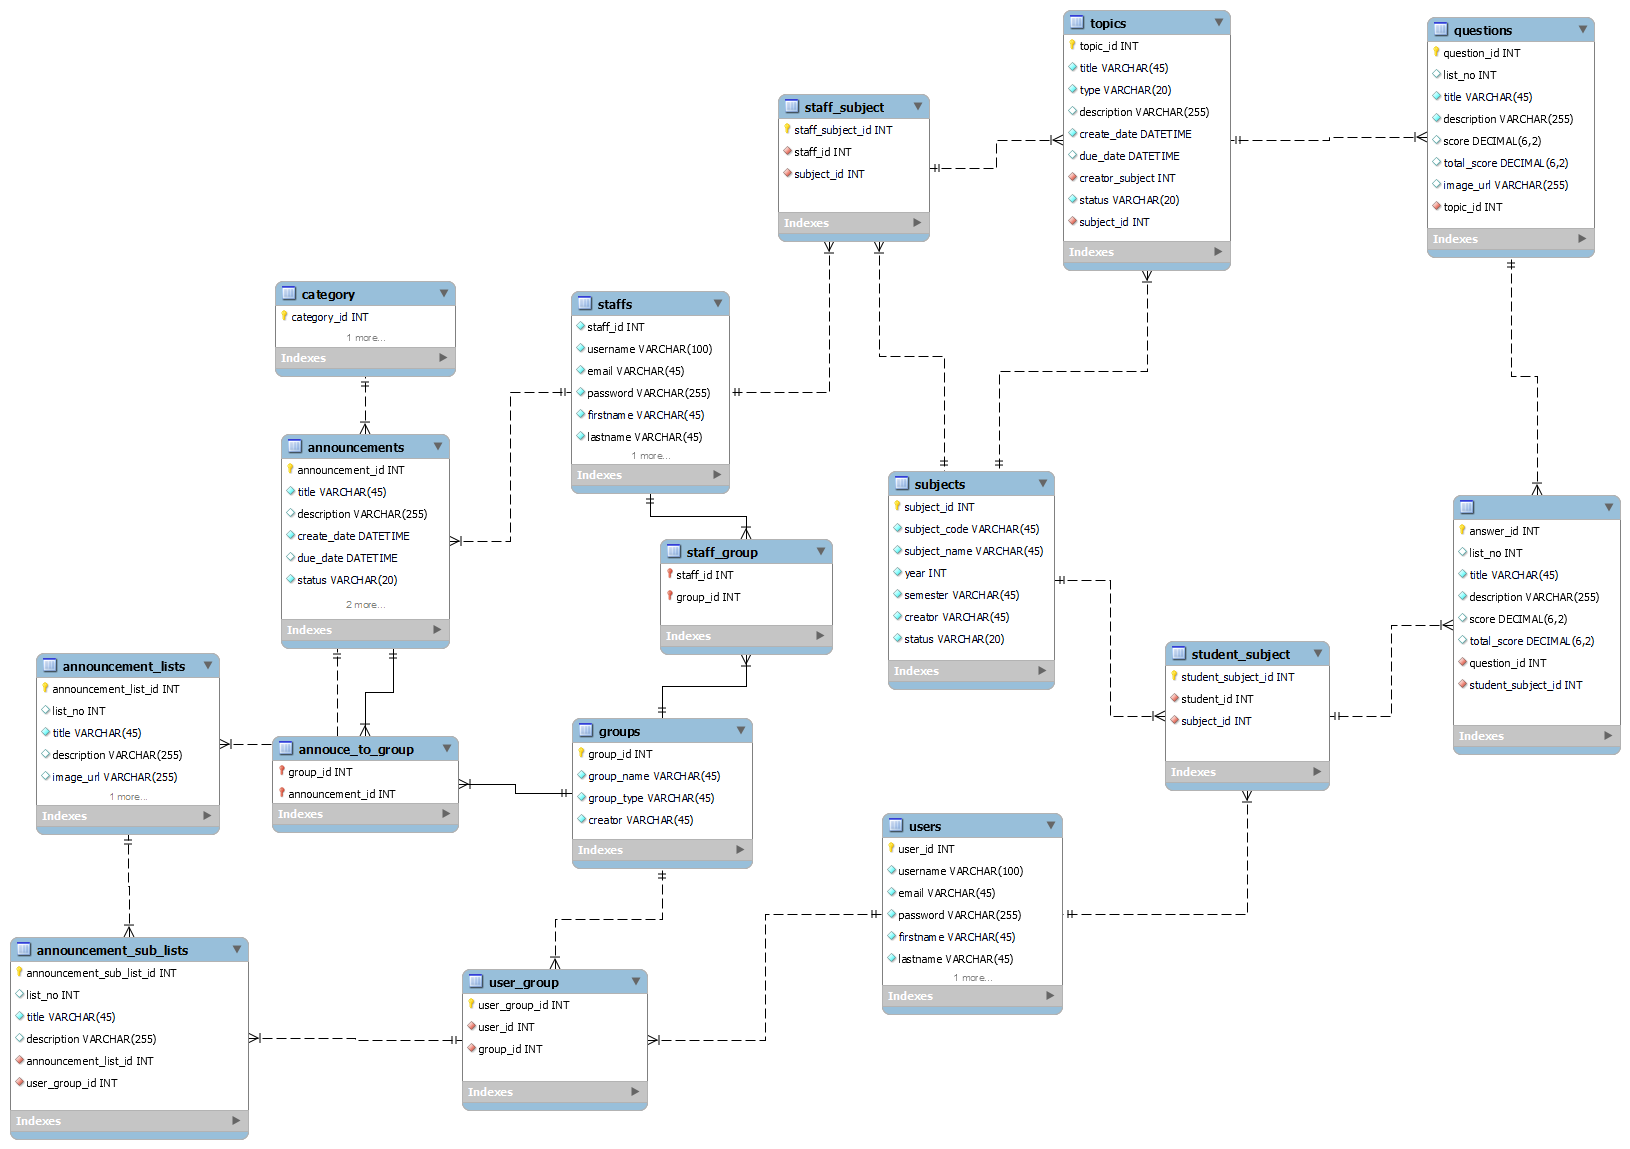 topics
topic_id INT
title VARCHAR(45)
type VARCHAR(20)
description VARCHAR(255)
create_date DATETIME
due_date DATETIME
creator_subject INT
status VARCHAR(20)
subject_id INT
Indexes
questions
question_id INT
list_no INT
title VARCHAR(45)
description VARCHAR(255)
score DECIMAL(6,2)
total_score DECIMAL(6,2)
image_url VARCHAR(255)
topic_id INT
Indexes
staff_subject
staff_subject_id INT
staff_id INT
subject_id INT
Indexes
category
category_id INT
1 more...
Indexes
staffs
staff_id INT
username VARCHAR(100)
email VARCHAR(45)
password VARCHAR(255)
firstname VARCHAR(45)
lastname VARCHAR(45)
1 more...
Indexes
announcements
announcement_id INT
title VARCHAR(45)
description VARCHAR(255)
create_date DATETIME
due_date DATETIME
status VARCHAR(20)
2 more...
Indexes
staff_group
staff_id INT
group_id INT
Indexes
subjects
subject_id INT
subject_code VARCHAR(45)
subject_name VARCHAR(45)
year INT
semester VARCHAR(45)
creator VARCHAR(45)
status VARCHAR(20)
Indexes
answer_id INT
list_no INT
title VARCHAR(45)
description VARCHAR(255)
score DECIMAL(6,2)
total_score DECIMAL(6,2)
question_id INT
student_subject_id INT
Indexes
announcement_lists
announcement_list_id INT
list_no INT
title VARCHAR(45)
description VARCHAR(255)
image_url VARCHAR(255)
1 more...
Indexes
annouce_to_group
group_id INT
announcement_id INT
Indexes
groups
group_id INT
group_name VARCHAR(45)
group_type VARCHAR(45)
creator VARCHAR(45)
Indexes
student_subject
student_subject_id INT
student_id INT
subject_id INT
Indexes
users
user_id INT
username VARCHAR(100)
email VARCHAR(45)
password VARCHAR(255)
firstname VARCHAR(45)
lastname VARCHAR(45)
1 more...
Indexes
announcement_sub_lists
announcement_sub_list_id INT
list_no INT
title VARCHAR(45)
description VARCHAR(255)
announcement_list_id INT
user_group_id INT
Indexes
user_group
user_group_id INT
user_id INT
group_id INT
Indexes